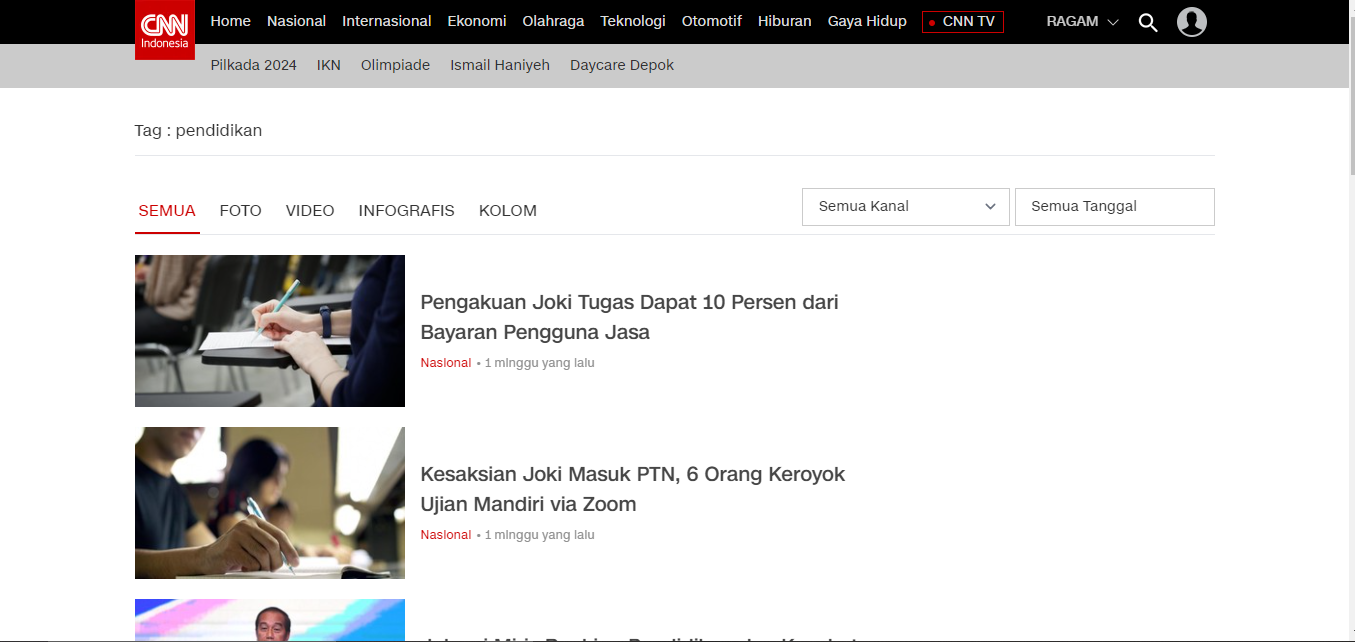 CNN
Indonesia
Home Nasional Internasional Ekonomi Olahraga Teknologi Otomotif Hiburan Gaya Hidup CNN TV RAGAM
Pilkada 2024 IKN Olimpiade Ismail Haniyeh Daycare Depok
Tag : pendidikan
SEMUA FOTO VIDEO INFOGRAFIS KOLOM Semua Kanal Semua Tanggal
Pengakuan Joki Tugas Dapat 10 Persen dari
Bayaran Pengguna Jasa
Nasional • 1 minggu yang lalu
Kesaksian Joki Masuk PTN, 6 Orang Keroyok
Ujian Mandiri via Zoom
Nasional • 1 minggu yang lalu